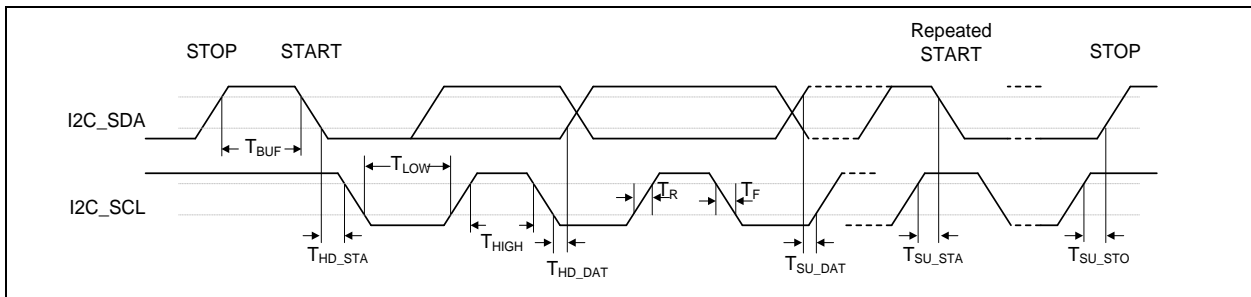 STOP START Repeated START STOP
I2C_SDA
T_BUF
T_LOW
I2C_SCL
T_R T_F
T_HIGH
T_HD_STA T_HD_DAT T_SU_DAT T_SU_STA T_SU_STO